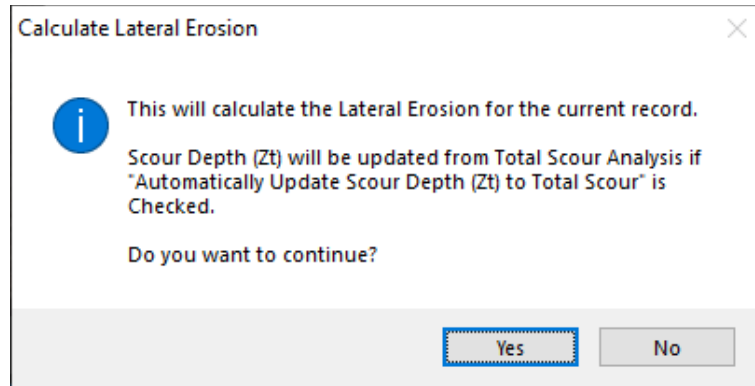 Calculate Lateral Erosion
This will calculate the Lateral Erosion for the current record.
Scour Depth (Zt) will be updated from Total Scour Analysis if
"Automatically Update Scour Depth (Zt) to Total Scour" is
Checked.
Do you want to continue?
Yes
No